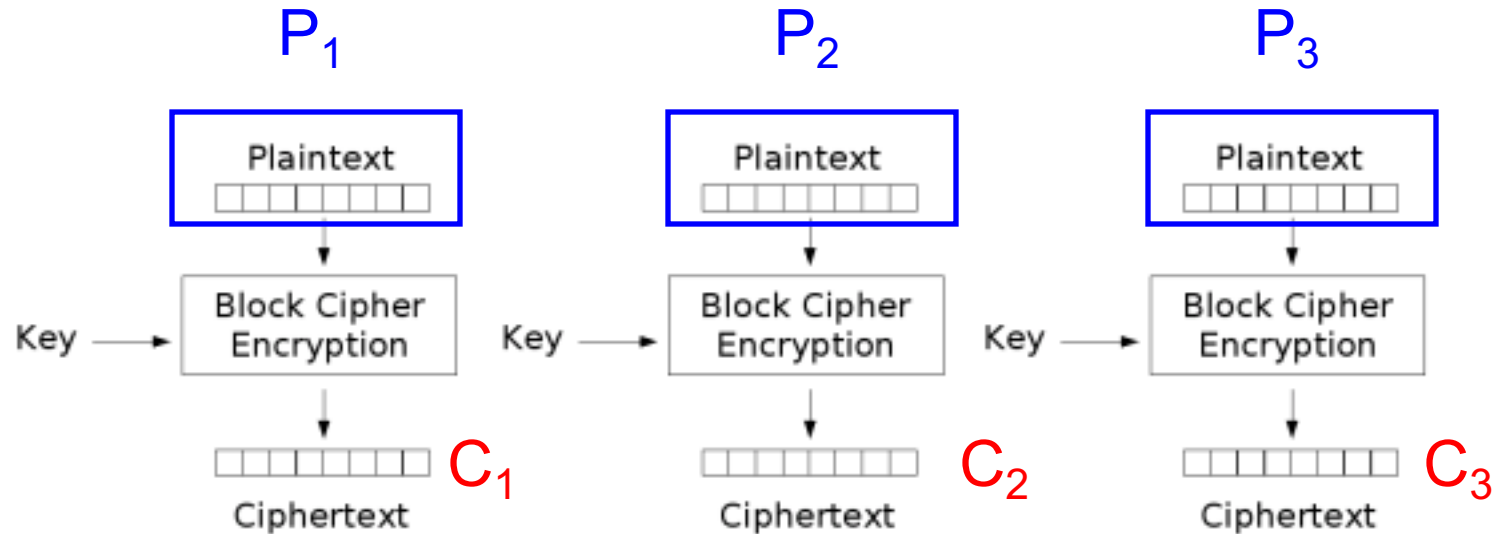 P1 P2 P3
Plaintext Plaintext Plaintext
Block Cipher Block Cipher Block Cipher
Key Encryption Key Encryption Key Encryption
C1 C2 C3
Ciphertext Ciphertext Ciphertext